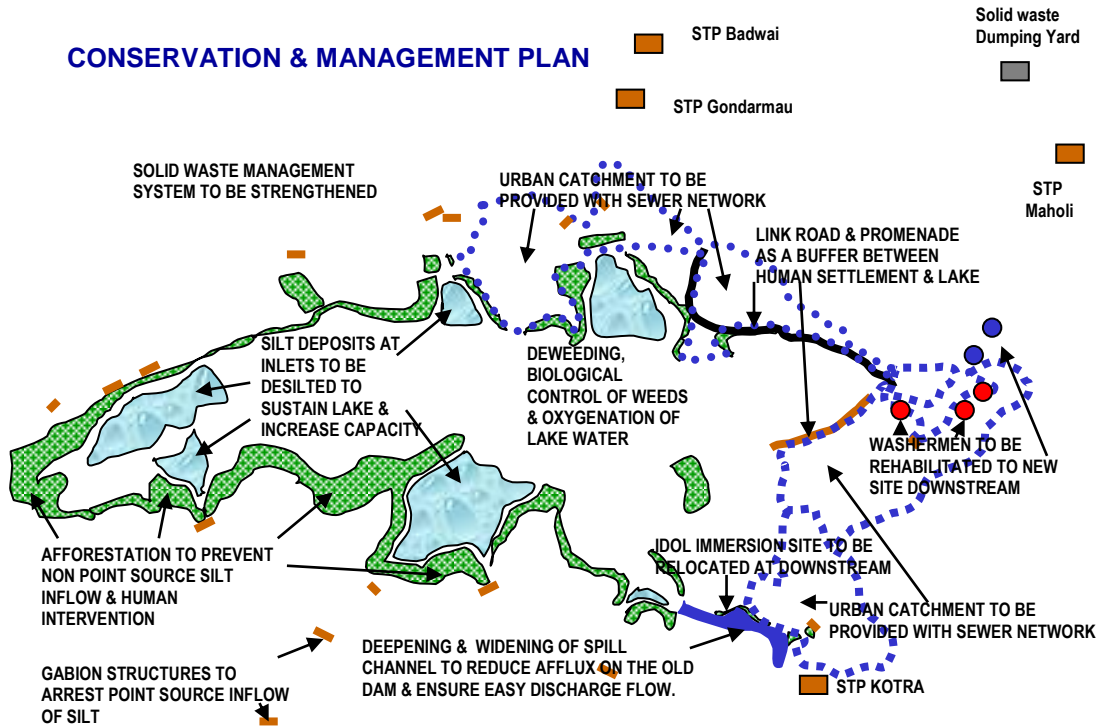 CONSERVATION & MANAGEMENT PLAN
STP Badwai
Solid waste
Dumping Yard
STP Gondarmau
STP
Maholi
SOLID WASTE MANAGEMENT
SYSTEM TO BE STRENGTHENED
URBAN CATCHMENT TO BE
PROVIDED WITH SEWER NETWORK
LINK ROAD & PROMENADE
AS A BUFFER BETWEEN
HUMAN SETTLEMENT & LAKE
SILT DEPOSITS AT
INLETS TO BE
DESILTED TO
SUSTAIN LAKE &
INCREASE CAPACITY
DEWEEDING,
BIOLOGICAL
CONTROL OF WEEDS
& OXYGENATION OF
LAKE WATER
WASHERMEN TO BE
REHABILITATED TO NEW
SITE DOWNSTREAM
AFFORESTATION TO PREVENT
NON POINT SOURCE SILT
INFLOW & HUMAN
INTERVENTION
IDOL IMMERSION SITE TO BE
RELOCATED AT DOWNSTREAM
URBAN CATCHMENT TO BE
PROVIDED WITH SEWER NETWORK
DEEPENING & WIDENING OF SPILL
CHANNEL TO REDUCE AFFLUX ON THE OLD
DAM & ENSURE EASY DISCHARGE FLOW.
GABION STRUCTURES TO
ARREST POINT SOURCE INFLOW
OF SILT
STP KOTRA